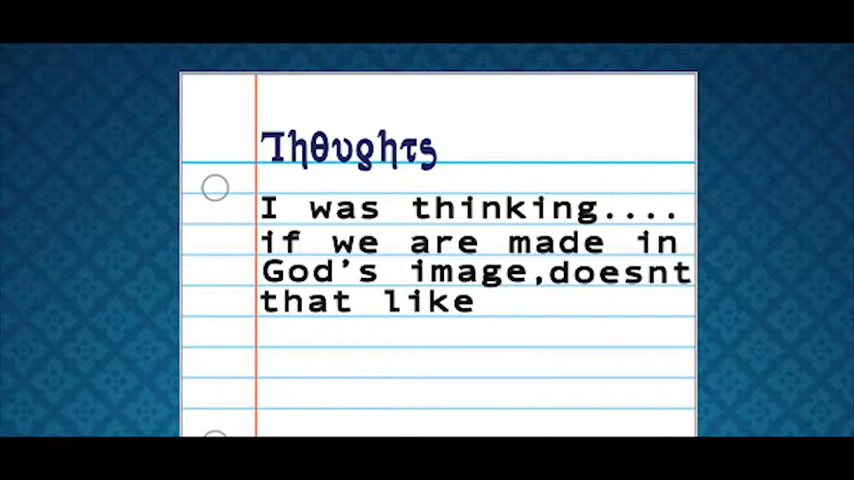 Thoughts
I was thinking....
if we are made in
God's image,doesnt
that like